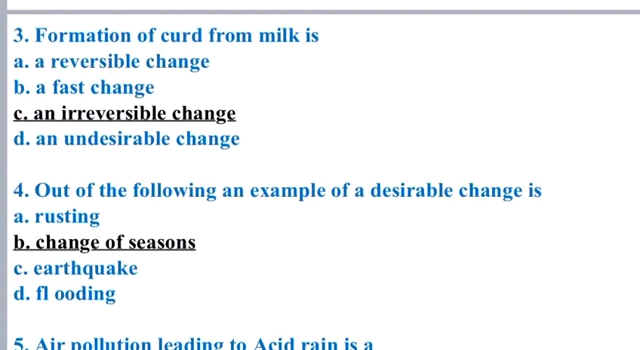 3. Formation of curd from milk is
a. a reversible change
b. a fast change
c. an irreversible change
d. an undesirable change
4. Out of the following an example of a desirable change is
a. rusting
b. change of seasons
c. earthquake
d. fl ooding
5. Air pollution leading to Acid rain is a